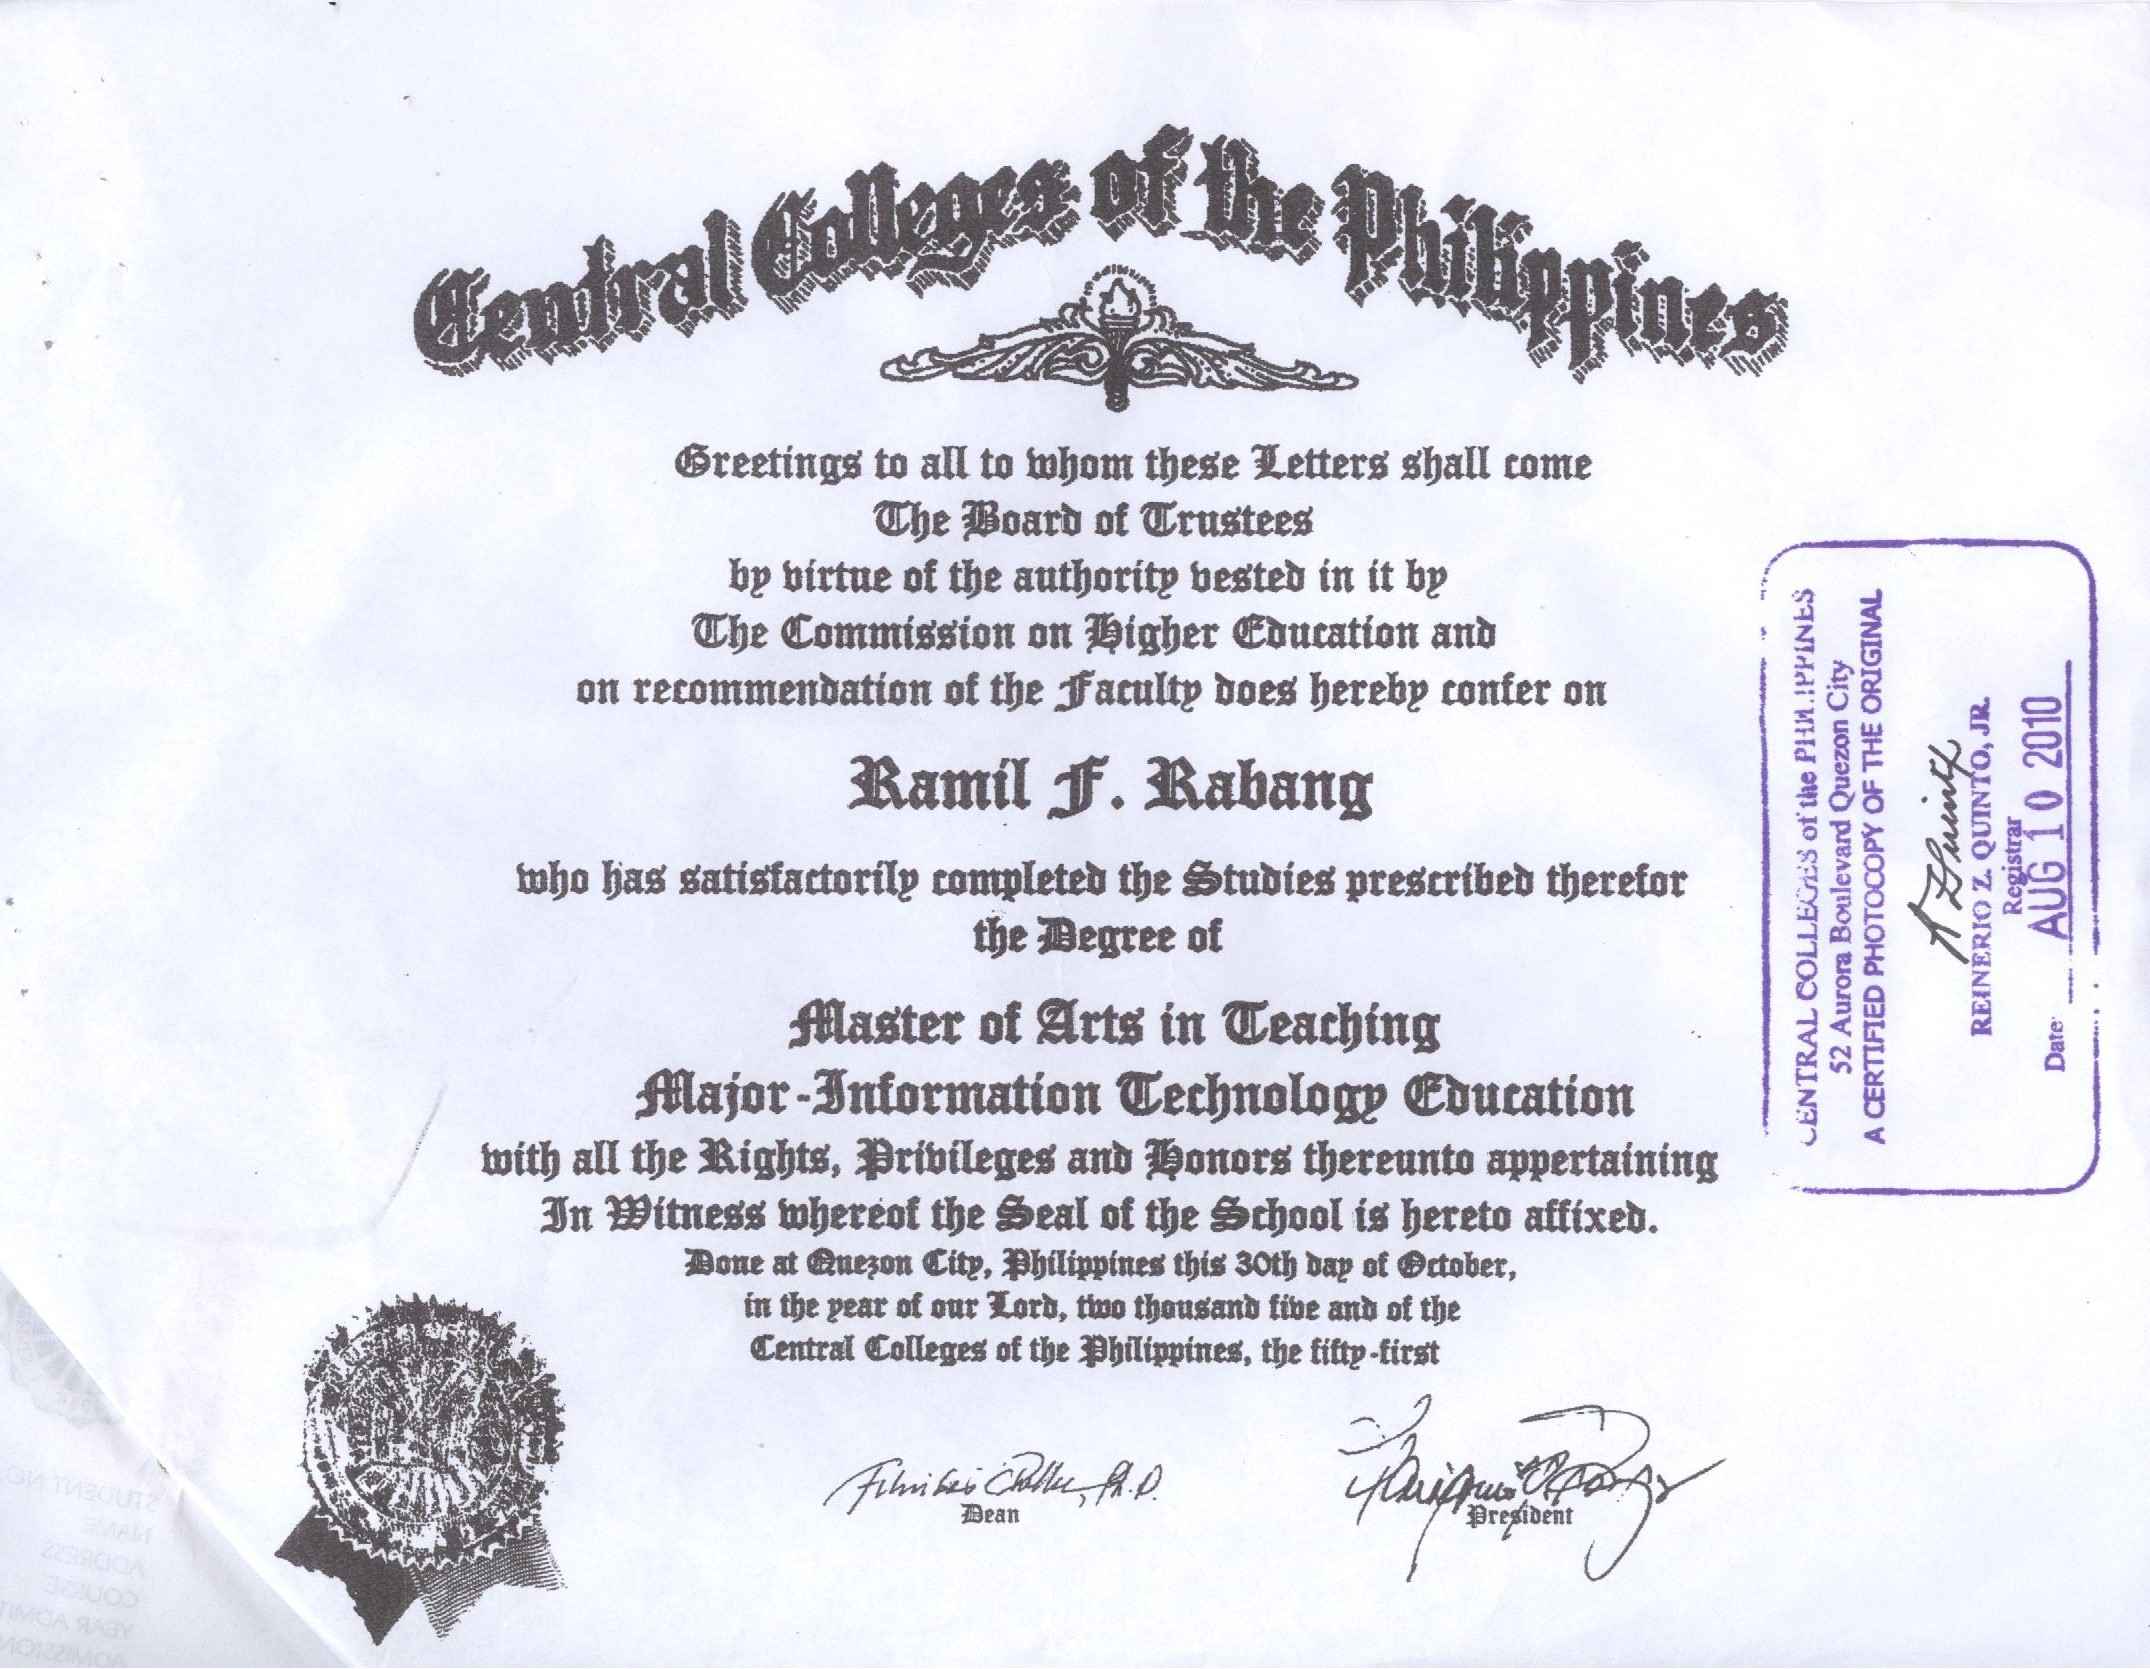 Central Colleges of the Philippines
Greetings to all to whom these Letters shall come
The Board of Trustees
by virtue of the authority vested in it by
The Commission on Higher Education and
on recommendation of the Faculty does hereby confer on
Ramil F. Rabang
who has satisfactorily completed the Studies prescribed therefor
the Degree of
Master of Arts in Teaching
Major-Information Technology Education
with all the Rights, Privileges and Honors thereunto appertaining
In Witness whereof the Seal of the School is hereto affixed.
Done at Quezon City, Philippines this 30th day of October,
in the year of our Lord, two thousand five and of the
Central Colleges of the Philippines, the fifty-first
Ph.D.
Dean
President
CENTRAL COLLEGES of the PHILIPPINES
52 Aurora Boulevard Quezon City
A CERTIFIED PHOTOCOPY OF THE ORIGINAL
REINERIO Z. QUINTO, JR.
Registrar
Date: AUG 10 2010
STUDENT NO.
NAME
ADDRESS
COURSE
YEAR ADMIT
ADMISSION